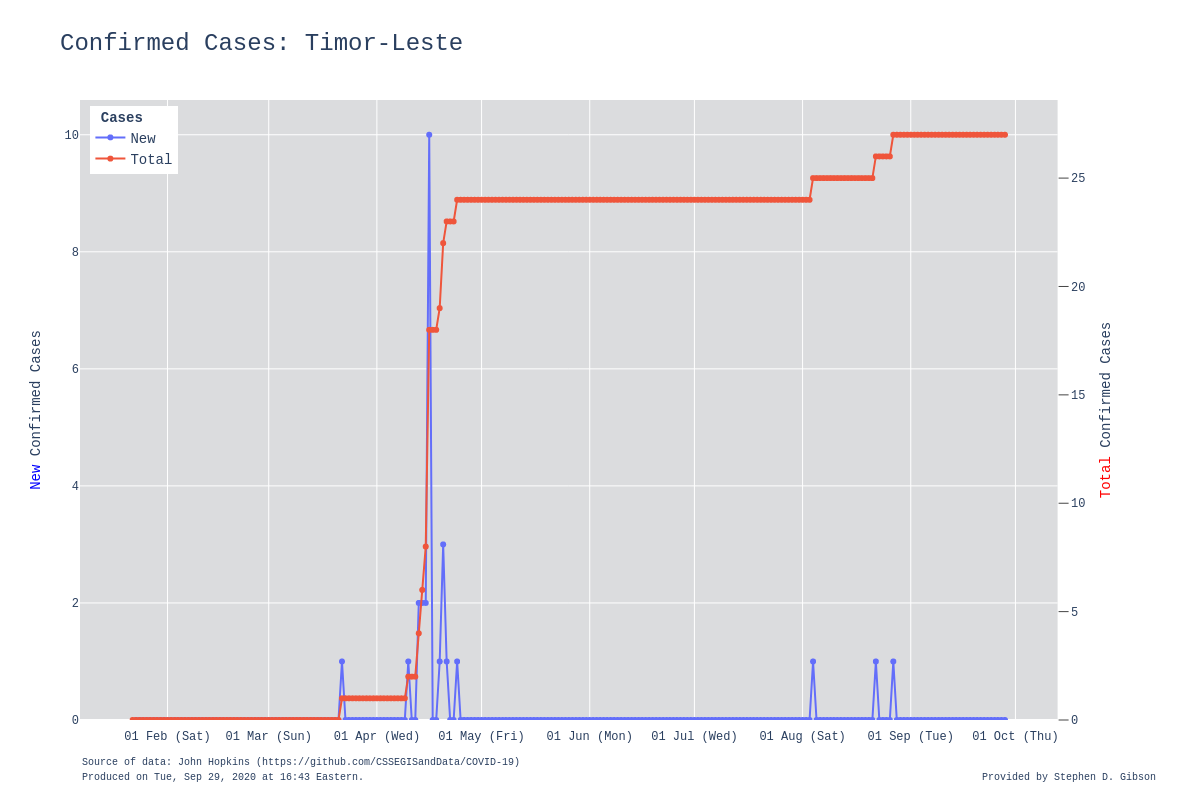 Confirmed Cases: Timor-Leste
Cases
New
Total
10
8
6
4
2
0
New Confirmed Cases
25
20
15
10
5
0
Total Confirmed Cases
01 Feb (Sat)
01 Mar (Sun)
01 Apr (Wed)
01 May (Fri)
01 Jun (Mon)
01 Jul (Wed)
01 Aug (Sat)
01 Sep (Tue)
01 Oct (Thu)
Source of data: John Hopkins (https://github.com/CSSEGISandData/COVID-19)
Produced on Tue, Sep 29, 2020 at 16:43 Eastern.
Provided by Stephen D. Gibson